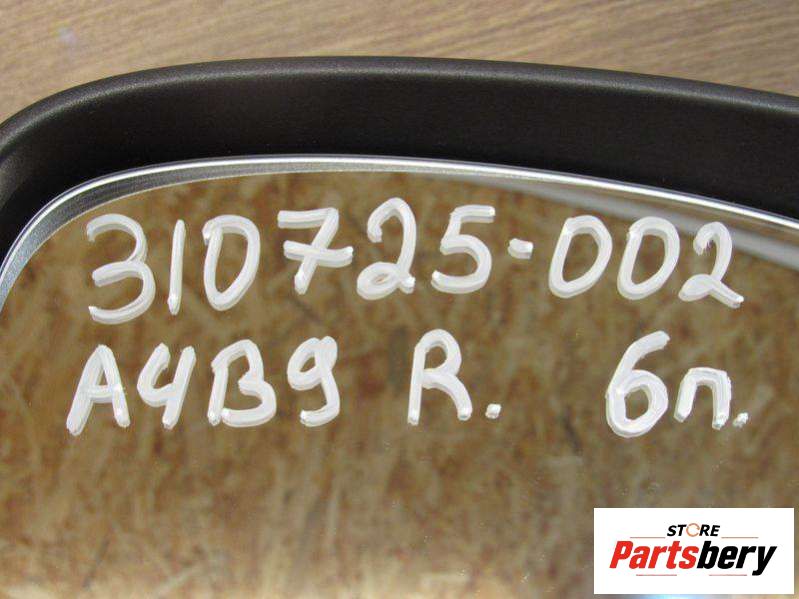 310725-002
A4B9 R. 6п.
STORE
Partsbery